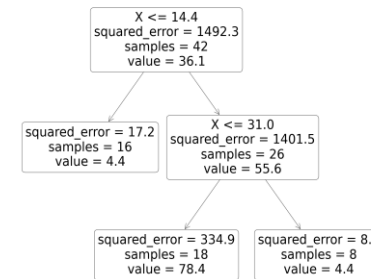 X <= 14.4
squared_error = 1492.3
samples = 42
value = 36.1
X <= 31.0
squared_error = 1401.5
samples = 26
value = 55.6
squared_error = 17.2
samples = 16
value = 4.4
squared_error = 334.9
samples = 18
value = 78.4
squared_error = 8.
samples = 8
value = 4.4